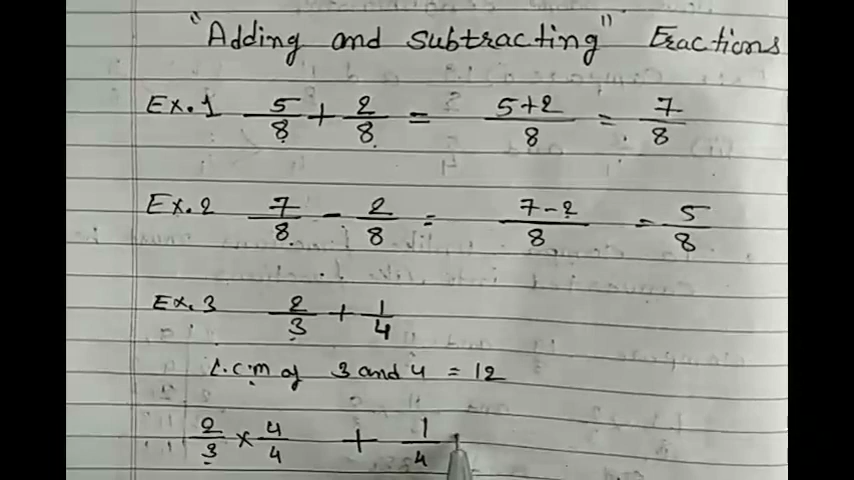 "Adding and Subtracting" Fractions
Ex.1 5/8 + 2/8 = 5+2/8 = 7/8
Ex.2 7/8 - 2/8 = 7-2/8 = 5/8
Ex.3 2/3 + 1/4
L.C.M of 3 and 4 = 12
2/3 × 4/4 + 1/4